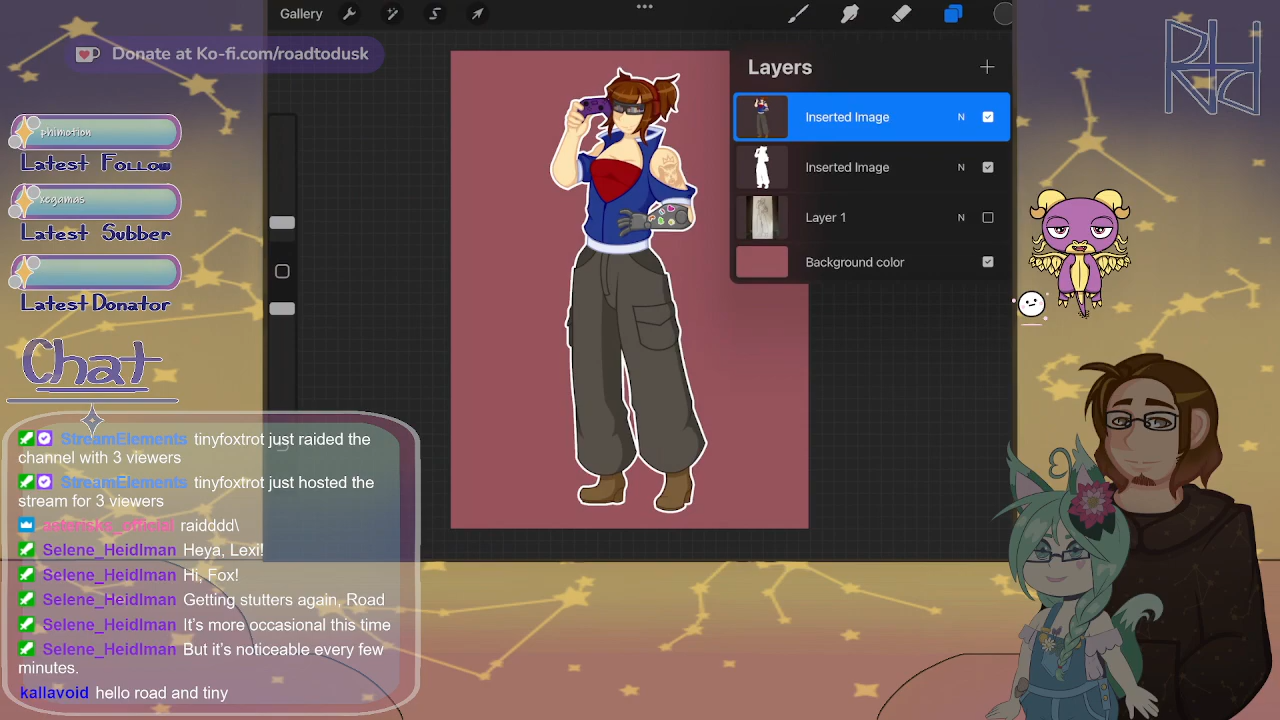 Gallery
Donate at Ko-fi.com/roadtodusk
Layers
Inserted Image N
Inserted Image N
Layer 1 N
Background color
phimotion
Latest Follow
xcgamas
Latest Subber
Latest Donator
Chat
StreamElements tinyfoxtrot just raided the
channel with 3 viewers
StreamElements tinyfoxtrot just hosted the
stream for 3 viewers
raidddd\
Selene_Heidlman Heya, Lexi!
Selene_Heidlman Hi, Fox!
Selene_Heidlman Getting stutters again, Road
Selene_Heidlman It's more occasional this time
Selene_Heidlman But it's noticeable every few
minutes.
kallavoid hello road and tiny